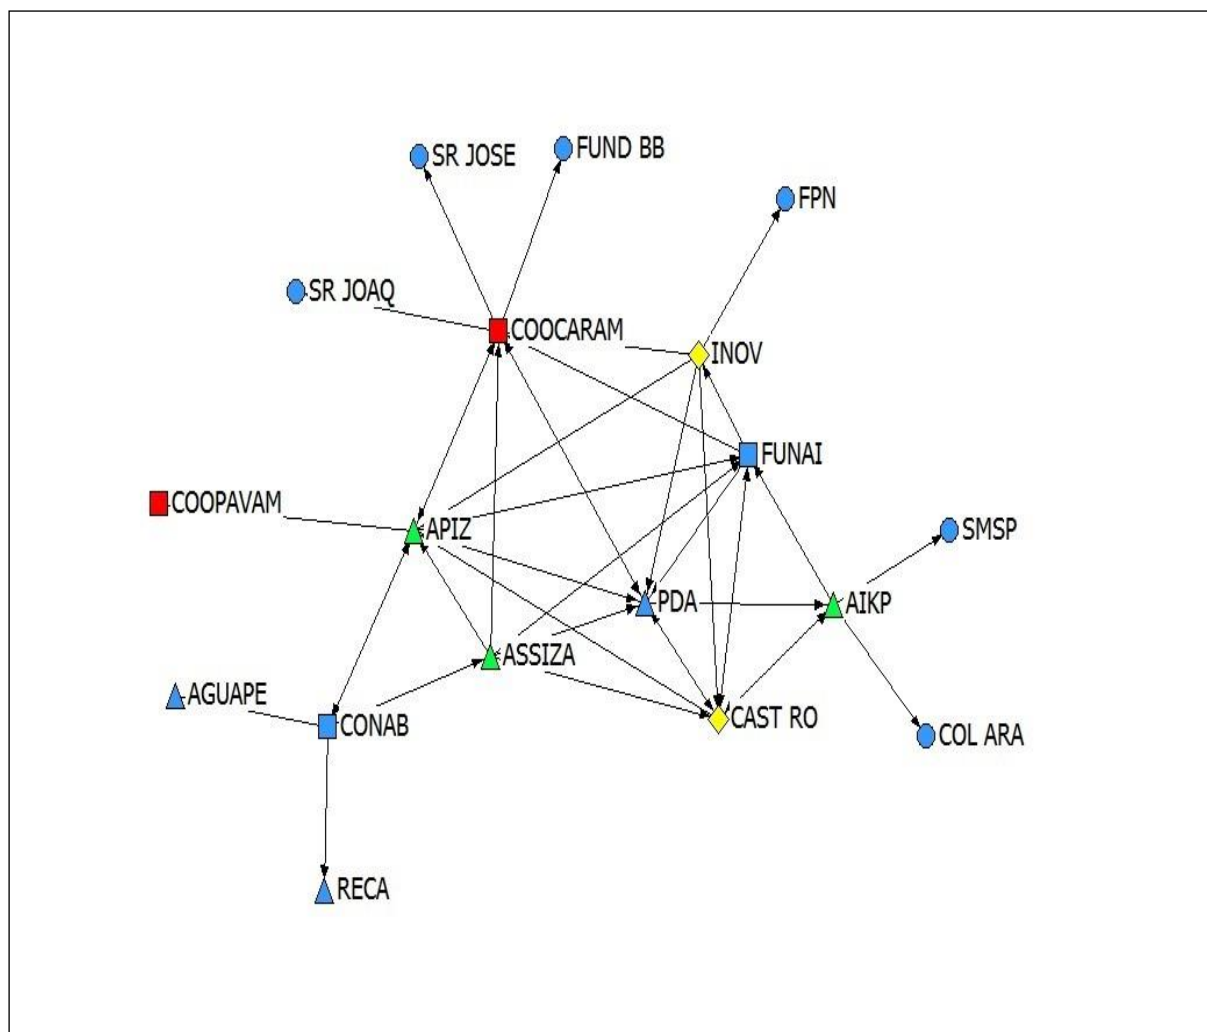 FUND BB
SR JOSE
FPN
SR JOAQ
COOCARAM
INOV
FUNAI
COOPAVAM
APIZ
SMSP
PDA
AIKP
ASSIZA
AGUAPE
CAST RO
CONAB
COL ARA
RECA